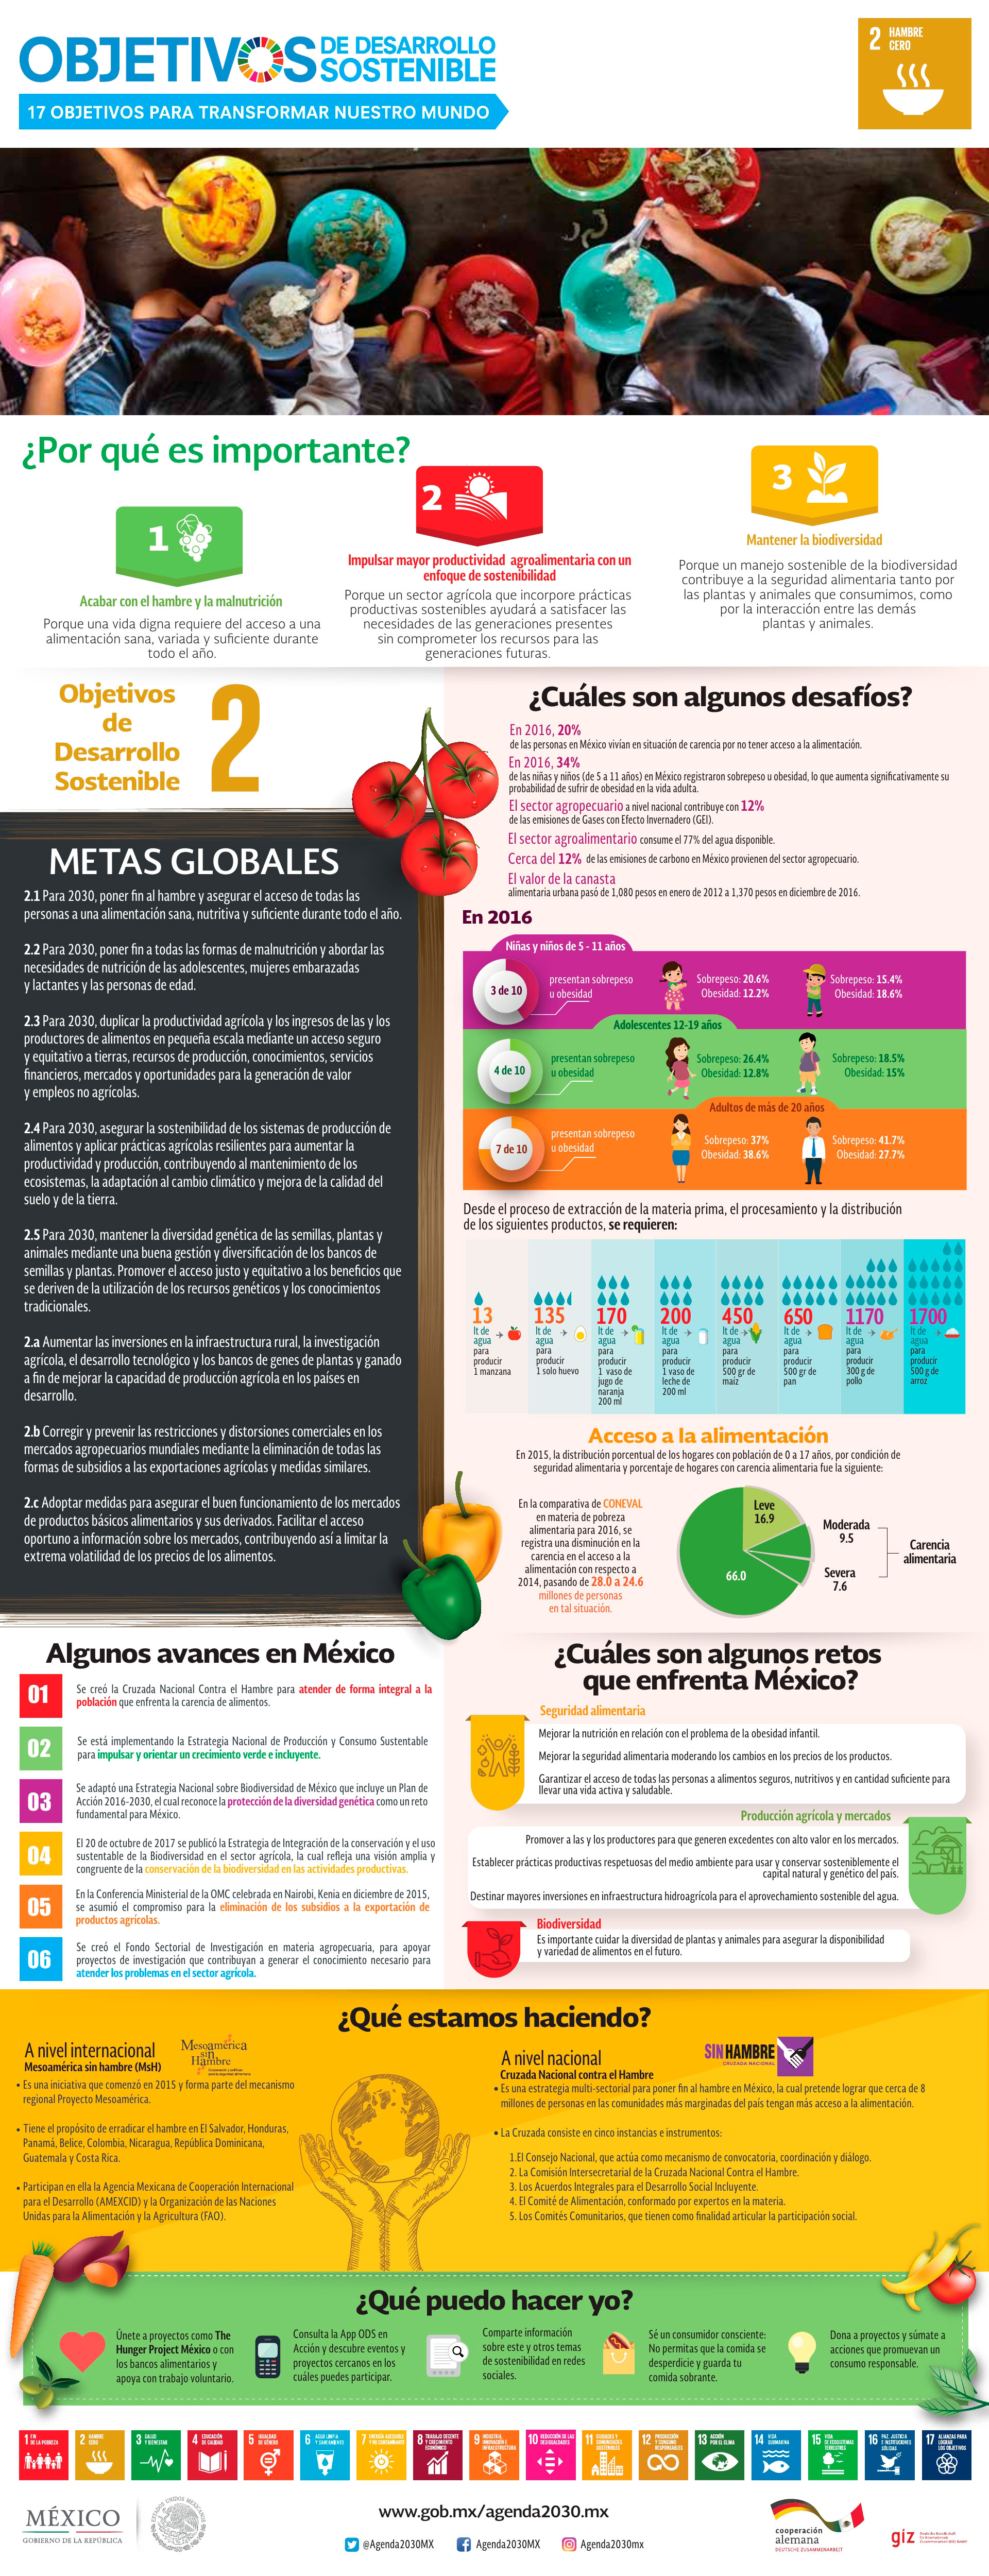 OBJETIVOS DE DESARROLLO
SOSTENIBLE
17 OBJETIVOS PARA TRANSFORMAR NUESTRO MUNDO
2 HAMBRE
CERO
¿Por qué es importante?
1
Acabar con el hambre y la malnutrición
Porque una vida digna requiere del acceso a una
alimentación sana, variada y suficiente durante
todo el año.
2
Impulsar mayor productividad agroalimentaria con un
enfoque de sostenibilidad
Porque un sector agrícola que incorpore prácticas
productivas sostenibles ayudará a satisfacer las
necesidades de las generaciones presentes
sin comprometer los recursos para las
generaciones futuras.
3
Mantener la biodiversidad
Porque un manejo sostenible de la biodiversidad
contribuye a la seguridad alimentaria tanto por
las plantas y animales que consumimos, como
por la interacción entre las demás
plantas y animales.
Objetivos
de
Desarrollo
Sostenible
2
METAS GLOBALES
2.1 Para 2030, poner fin al hambre y asegurar el acceso de todas las
personas a una alimentación sana, nutritiva y suficiente durante todo el año.
2.2 Para 2030, poner fin a todas las formas de malnutrición y abordar las
necesidades de nutrición de las adolescentes, mujeres embarazadas
y lactantes y las personas de edad.
2.3 Para 2030, duplicar la productividad agrícola y los ingresos de las y los
productores de alimentos en pequeña escala mediante un acceso seguro
y equitativo a tierras, recursos de producción, conocimientos, servicios
financieros, mercados y oportunidades para la generación de valor
y empleos no agrícolas.
2.4 Para 2030, asegurar la sostenibilidad de los sistemas de producción de
alimentos y aplicar prácticas agrícolas resilientes para aumentar la
productividad y producción, contribuyendo al mantenimiento de los
ecosistemas, la adaptación al cambio climático y mejora de la calidad del
suelo y de la tierra.
2.5 Para 2030, mantener la diversidad genética de las semillas, plantas y
animales mediante una buena gestión y diversificación de los bancos de
semillas y plantas. Promover el acceso justo y equitativo a los beneficios que
se deriven de la utilización de los recursos genéticos y los conocimientos
tradicionales.
2.a Aumentar las inversiones en la infraestructura rural, la investigación
agrícola, el desarrollo tecnológico y los bancos de genes de plantas y ganado
a fin de mejorar la capacidad de producción agrícola en los países en
desarrollo.
2.b Corregir y prevenir las restricciones y distorsiones comerciales en los
mercados agropecuarios mundiales mediante la eliminación de todas las
formas de subsidios a las exportaciones agrícolas y medidas similares.
2.c Adoptar medidas para asegurar el buen funcionamiento de los mercados
de productos básicos alimentarios y sus derivados. Facilitar el acceso
oportuno a información sobre los mercados, contribuyendo así a limitar la
extrema volatilidad de los precios de los alimentos.
¿Cuáles son algunos desafíos?
En 2016, 20%
de las personas en México vivían en situación de carencia por no tener acceso a la alimentación.
En 2016, 34%
de las niñas y niños (de 5 a 11 años) en México registraron sobrepeso u obesidad, lo que aumenta significativamente su
probabilidad de sufrir de obesidad en la vida adulta.
El sector agropecuario a nivel nacional contribuye con 12%
de las emisiones de Gases con Efecto Invernadero (GEI).
El sector agroalimentario consume el 77% del agua disponible.
Cerca del 12% de las emisiones de carbono en México provienen del sector agropecuario.
El valor de la canasta
alimentaria urbana pasó de 1,080 pesos en enero de 2012 a 1,370 pesos en diciembre de 2016.
En 2016
Niñas y niños de 5 - 11 años
3 de 10
presentan sobrepeso
u obesidad
Sobrepeso: 20.6%
Obesidad: 12.2%
Sobrepeso: 15.4%
Obesidad: 18.6%
Adolescentes 12-19 años
4 de 10
presentan sobrepeso
u obesidad
Sobrepeso: 26.4%
Obesidad: 12.8%
Sobrepeso: 18.5%
Obesidad: 15%
Adultos de más de 20 años
7 de 10
presentan sobrepeso
u obesidad
Sobrepeso: 37%
Obesidad: 38.6%
Sobrepeso: 41.7%
Obesidad: 27.7%
Desde el proceso de extracción de la materia prima, el procesamiento y la distribución
de los siguientes productos, se requieren:
13
lt de
agua
para
producir
1 manzana
135
lt de
agua
para
producir
1 solo huevo
170
lt de
agua
para
producir
1 vaso de
jugo de
naranja
200 ml
200
lt de
agua
para
producir
1 vaso de
leche de
200 ml
450
lt de
agua
para
producir
500 gr de
maíz
650
lt de
agua
para
producir
500 gr de
pan
1170
lt de
agua
para
producir
300 g de
pollo
1700
lt de
agua
para
producir
500 g de
arroz
Acceso a la alimentación
En 2015, la distribución porcentual de los hogares con población de 0 a 17 años, por condición de
seguridad alimentaria y porcentaje de hogares con carencia alimentaria fue la siguiente:
En la comparativa de CONEVAL
en materia de pobreza
alimentaria para 2016, se
registra una disminución en la
carencia en el acceso a la
alimentación con respecto a
2014, pasando de 28.0 a 24.6
millones de personas
en tal situación.
Leve
16.9
66.0
Moderada
9.5
Severa
7.6
Carencia
alimentaria
Algunos avances en México
01
Se creó la Cruzada Nacional Contra el Hambre para atender de forma integral a la
población que enfrenta la carencia de alimentos.
02
Se está implementando la Estrategia Nacional de Producción y Consumo Sustentable
para impulsar y orientar un crecimiento verde e incluyente.
03
Se adaptó una Estrategia Nacional sobre Biodiversidad de México que incluye un Plan de
Acción 2016-2030, el cual reconoce la protección de la diversidad genética como un reto
fundamental para México.
04
El 20 de octubre de 2017 se publicó la Estrategia de Integración de la conservación y el uso
sustentable de la Biodiversidad en el sector agrícola, la cual refleja una visión amplia y
congruente de la conservación de la biodiversidad en las actividades productivas.
05
En la Conferencia Ministerial de la OMC celebrada en Nairobi, Kenia en diciembre de 2015,
se asumió el compromiso para la eliminación de los subsidios a la exportación de
productos agrícolas.
06
Se creó el Fondo Sectorial de Investigación en materia agropecuaria, para apoyar
proyectos de investigación que contribuyan a generar el conocimiento necesario para
atender los problemas en el sector agrícola.
¿Cuáles son algunos retos
que enfrenta México?
Seguridad alimentaria
Mejorar la nutrición en relación con el problema de la obesidad infantil.
Mejorar la seguridad alimentaria moderando los cambios en los precios de los productos.
Garantizar el acceso de todas las personas a alimentos seguros, nutritivos y en cantidad suficiente para
llevar una vida activa y saludable.
Producción agrícola y mercados
Promover a las y los productores para que generen excedentes con alto valor en los mercados.
Establecer prácticas productivas respetuosas del medio ambiente para usar y conservar sosteniblemente el
capital natural y genético del país.
Destinar mayores inversiones en infraestructura hidroagrícola para el aprovechamiento sostenible del agua.
Biodiversidad
Es importante cuidar la diversidad de plantas y animales para asegurar la disponibilidad
y variedad de alimentos en el futuro.
¿Qué estamos haciendo?
A nivel internacional
Mesoamérica sin hambre (MsH)
Mesoamérica
sin
Hambre
• Es una iniciativa que comenzó en 2015 y forma parte del mecanismo
regional Proyecto Mesoamérica.
• Tiene el propósito de erradicar el hambre en El Salvador, Honduras,
Panamá, Belice, Colombia, Nicaragua, República Dominicana,
Guatemala y Costa Rica.
• Participan en ella la Agencia Mexicana de Cooperación Internacional
para el Desarrollo (AMEXCID) y la Organización de las Naciones
Unidas para la Alimentación y la Agricultura (FAO).
A nivel nacional
Cruzada Nacional contra el Hambre
SINHAMBRE
CRUZADA NACIONAL
• Es una estrategia multi-sectorial para poner fin al hambre en México, la cual pretende lograr que cerca de 8
millones de personas en las comunidades más marginadas del país tengan más acceso a la alimentación.
• La Cruzada consiste en cinco instancias e instrumentos:
1.El Consejo Nacional, que actúa como mecanismo de convocatoria, coordinación y diálogo.
2. La Comisión Intersecretarial de la Cruzada Nacional Contra el Hambre.
3. Los Acuerdos Integrales para el Desarrollo Social Incluyente.
4. El Comité de Alimentación, conformado por expertos en la materia.
5. Los Comités Comunitarios, que tienen como finalidad articular la participación social.
¿Qué puedo hacer yo?
Únete a proyectos como The
Hunger Project México o con
los bancos alimentarios y
apoya con trabajo voluntario.
Consulta la App ODS en
Acción y descubre eventos y
proyectos cercanos en los
cuáles puedes participar.
Comparte información
sobre este y otros temas
de sostenibilidad en redes
sociales.
Sé un consumidor consciente:
No permitas que la comida se
desperdicie y guarda tu
comida sobrante.
Dona a proyectos y súmate a
acciones que promuevan un
consumo responsable.
1 FIN
DE LA POBREZA
2 HAMBRE
CERO
3 SALUD
Y BIENESTAR
4 EDUCACIÓN
DE CALIDAD
5 IGUALDAD
DE GÉNERO
6 AGUA LIMPIA
Y SANEAMIENTO
7 ENERGÍA ASEQUIBLE
Y NO CONTAMINANTE
8 TRABAJO DECENTE
Y CRECIMIENTO
ECONÓMICO
9 INDUSTRIA,
INNOVACIÓN E
INFRAESTRUCTURA
10 REDUCCIÓN DE LAS
DESIGUALDADES
11 CIUDADES Y
COMUNIDADES
SOSTENIBLES
12 PRODUCCIÓN
Y CONSUMO
RESPONSABLES
13 ACCIÓN
POR EL CLIMA
14 VIDA
SUBMARINA
15 VIDA
DE ECOSISTEMAS
TERRESTRES
16 PAZ, JUSTICIA
E INSTITUCIONES
SÓLIDAS
17 ALIANZAS PARA
LOGRAR
LOS OBJETIVOS
MÉXICO
GOBIERNO DE LA REPÚBLICA
ESTADOS UNIDOS MEXICANOS
www.gob.mx/agenda2030.mx
@Agenda2030MX
Agenda2030MX
Agenda2030mx
cooperación
alemana
DEUTSCHE ZUSAMMENARBEIT
giz